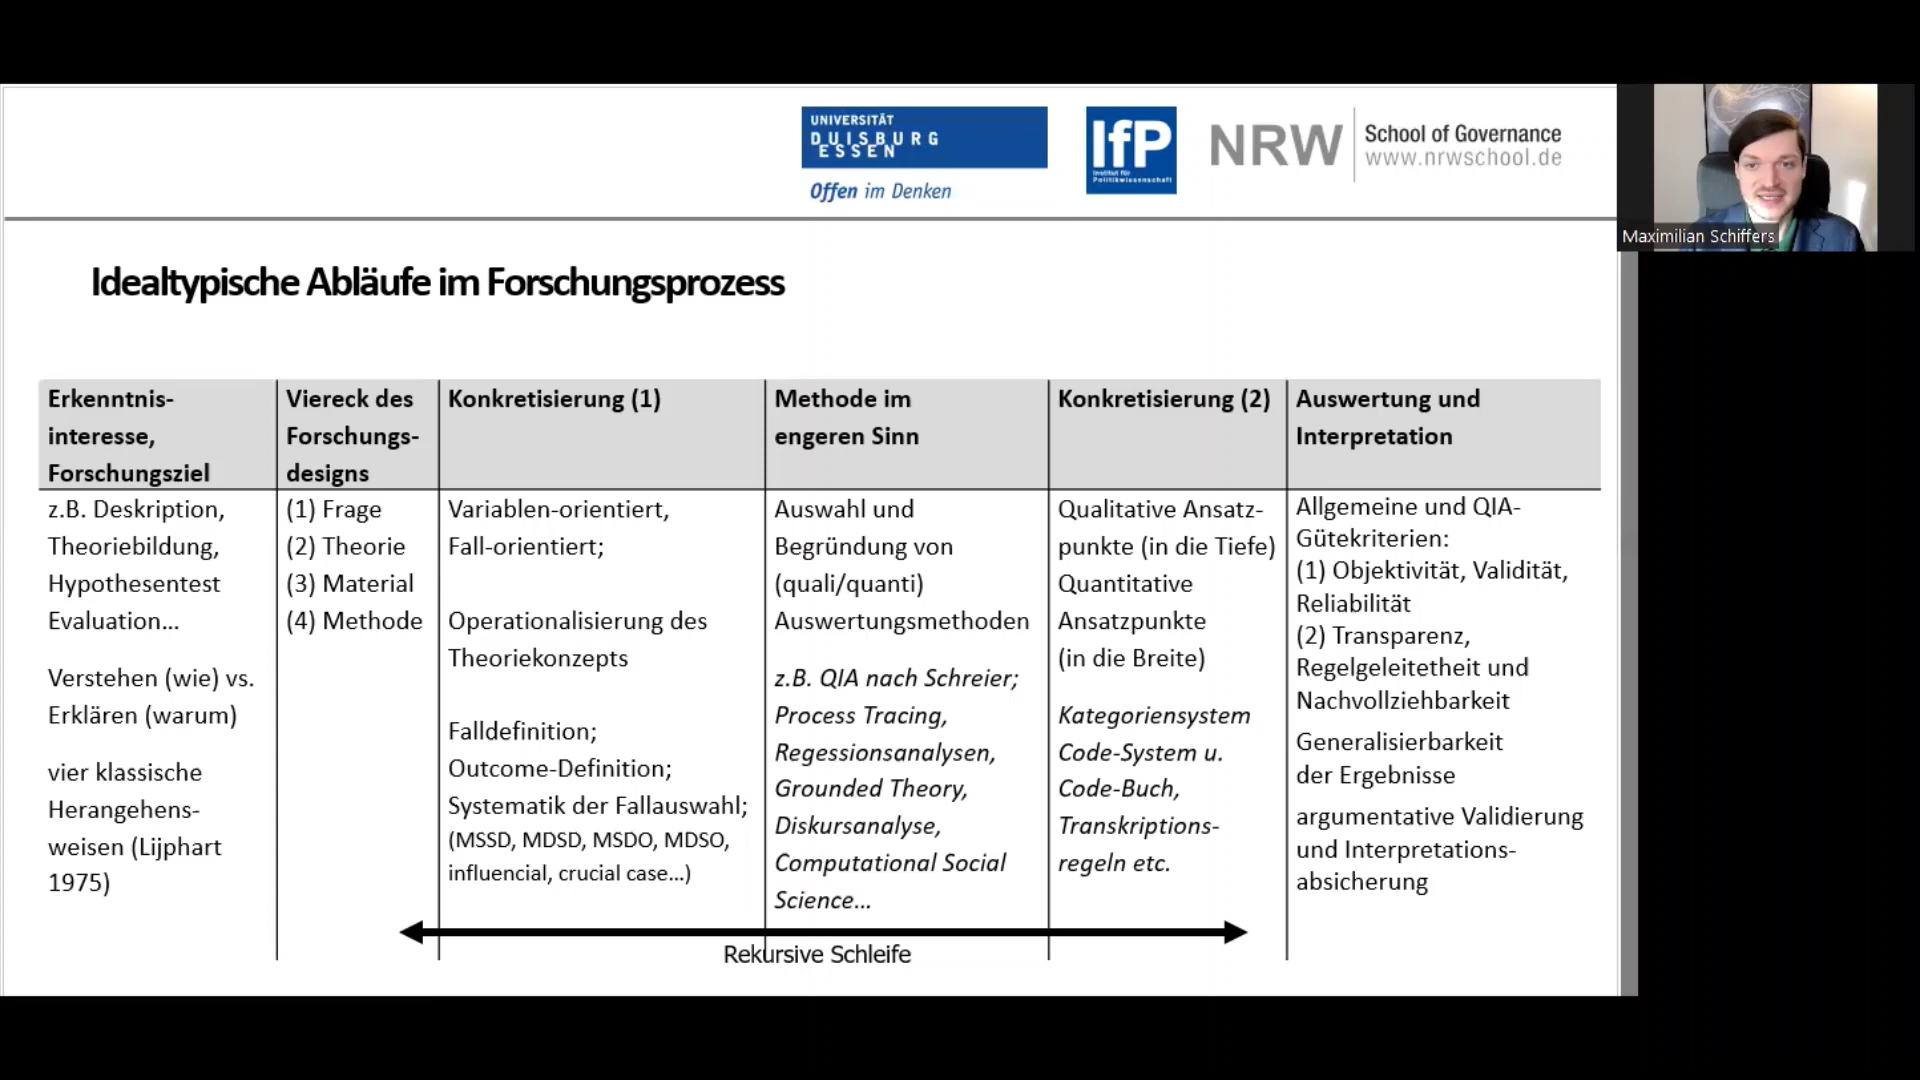 UNIVERSITÄT
DUISBURG
ESSEN
Offen im Denken
IfP
Institut für
Politikwissenschaft
NRW
School of Governance
www.nrwschool.de
Maximilian Schiffers
Idealtypische Abläufe im Forschungsprozess
Erkenntnis-
interesse,
Forschungsziel
z.B. Deskription,
Theoriebildung,
Hypothesentest
Evaluation...
Verstehen (wie) vs.
Erklären (warum)
vier klassische
Herangehens-
weisen (Lijphart
1975)
Viereck des
Forschungs-
designs
(1) Frage
(2) Theorie
(3) Material
(4) Methode
Konkretisierung (1)
Variablen-orientiert,
Fall-orientiert;
Operationalisierung des
Theoriekonzepts
Falldefinition;
Outcome-Definition;
Systematik der Fallauswahl;
(MSSD, MDSD, MSDO, MDSO,
influencial, crucial case...)
Methode im
engeren Sinn
Auswahl und
Begründung von
(quali/quanti)
Auswertungsmethoden
z.B. QIA nach Schreier;
Process Tracing,
Regessionsanalysen,
Grounded Theory,
Diskursanalyse,
Computational Social
Science...
Konkretisierung (2)
Qualitative Ansatz-
punkte (in die Tiefe)
Quantitative
Ansatzpunkte
(in die Breite)
Kategoriensystem
Code-System u.
Code-Buch,
Transkriptions-
regeln etc.
Auswertung und
Interpretation
Allgemeine und QIA-
Gütekriterien:
(1) Objektivität, Validität,
Reliabilität
(2) Transparenz,
Regelgeleitetheit und
Nachvollziehbarkeit
Generalisierbarkeit
der Ergebnisse
argumentative Validierung
und Interpretations-
absicherung
Rekursive Schleife